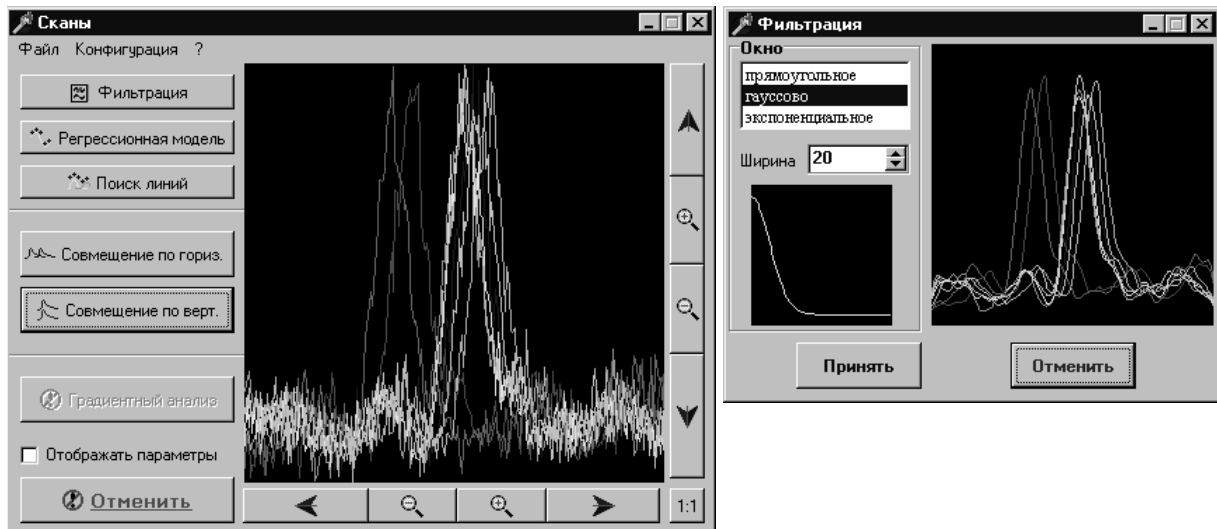 Сканы
Файл Конфигурация ?
Фильтрация
Регрессионная модель
Поиск линий
Совмещение по гориз.
Совмещение по верт.
Градиентный анализ
Отображать параметры
Отменить
1:1
Фильтрация
Окно
прямоугольное
гауссово
экспоненциальное
Ширина 20
Принять
Отменить